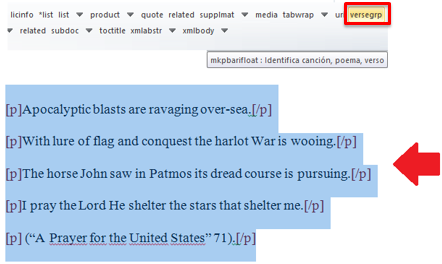 licinfo *list list ▼ product ▼ quote related supplmat ▼ media tabwrap ▼ versegrp
▼ related subdoc ▼ toctitle xmlabstr ▼ xmlbody ▼
mkpbarifloat : Identifica canción, poema, verso
[p]Apocalyptic blasts are ravaging over-sea.[/p]
[p]With lure of flag and conquest the harlot War is wooing.[/p]
[p]The horse John saw in Patmos its dread course is pursuing.[/p]
[p]I pray the Lord He shelter the stars that shelter me.[/p]
[p] (“A Prayer for the United States” 71).[/p]